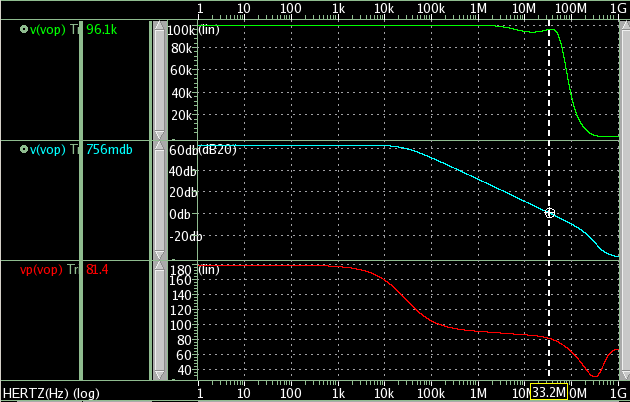 1 10 100 1k 10k 100k 1M 10M 100M 1G
v(vop) Tr 96.1k
100k (lin)
80k
60k
40k
20k
v(vop) Tr 756mdb
60db (dB20)
40db
20db
0db
-20db
vp(vop) Tr 81.4
180 (lin)
160
140
120
100
80
60
40
HERTZ(Hz) (log)
1 10 100 1k 10k 100k 1M 10M 33.2M 100M 1G